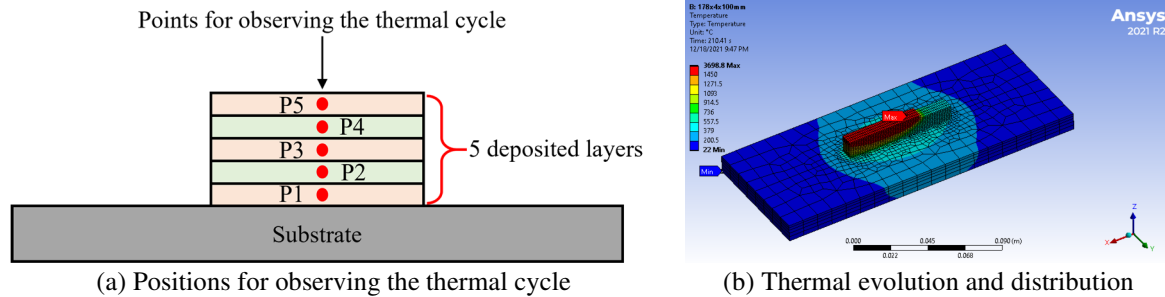 Points for observing the thermal cycle
P5
P4
P3
P2
P1
5 deposited layers
Substrate
(a) Positions for observing the thermal cycle
B: 178x4x100mm
Temperature
Type: Temperature
Unit: °C
Time: 210.41 s
12/18/2021 9:47 PM
3698.8 Max
1450
1271.5
1093
914.5
736
557.5
379
200.5
22 Min
Ansys
2021 R2
Max
Min
0.000
0.045
0.090 (m)
0.022
0.068
Z
X
Y
(b) Thermal evolution and distribution